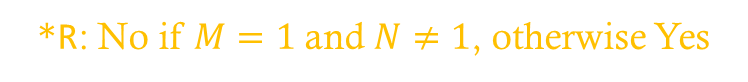 *R: No if M = 1 and N ≠ 1, otherwise Yes